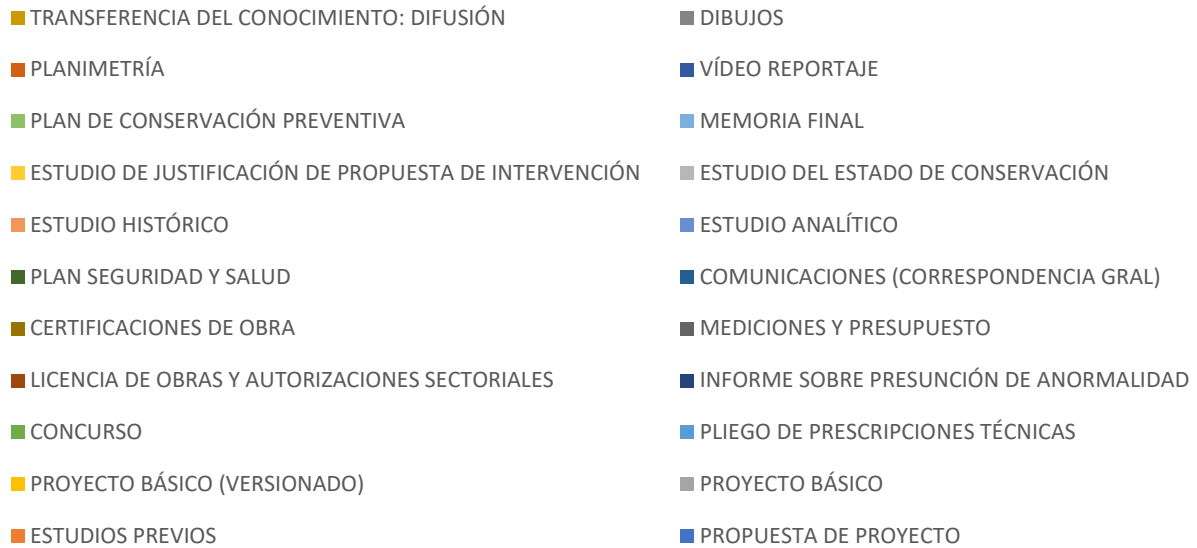 TRANSFERENCIA DEL CONOCIMIENTO: DIFUSIÓN
DIBUJOS
PLANIMETRÍA
VÍDEO REPORTAJE
PLAN DE CONSERVACIÓN PREVENTIVA
MEMORIA FINAL
ESTUDIO DE JUSTIFICACIÓN DE PROPUESTA DE INTERVENCIÓN
ESTUDIO DEL ESTADO DE CONSERVACIÓN
ESTUDIO HISTÓRICO
ESTUDIO ANALÍTICO
PLAN SEGURIDAD Y SALUD
COMUNICACIONES (CORRESPONDENCIA GRAL)
CERTIFICACIONES DE OBRA
MEDICIONES Y PRESUPUESTO
LICENCIA DE OBRAS Y AUTORIZACIONES SECTORIALES
INFORME SOBRE PRESUNCIÓN DE ANORMALIDAD
CONCURSO
PLIEGO DE PRESCRIPCIONES TÉCNICAS
PROYECTO BÁSICO (VERSIONADO)
PROYECTO BÁSICO
ESTUDIOS PREVIOS
PROPUESTA DE PROYECTO